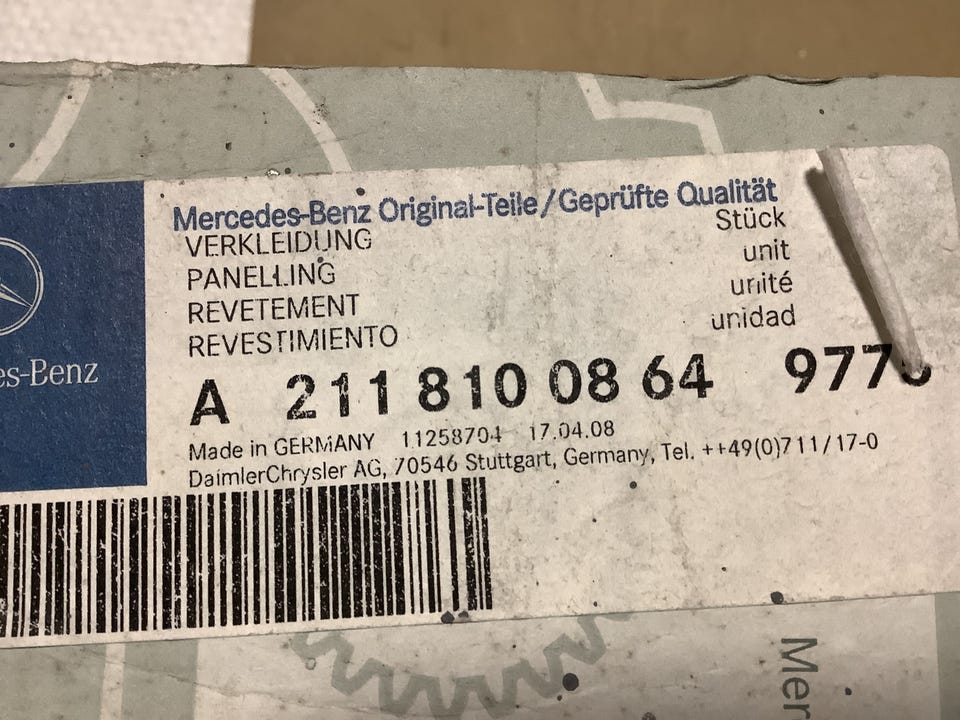 Mercedes-Benz Original-Teile/Geprüfte Qualität
VERKLEIDUNG Stück
PANELLING unit
REVETEMENT unité
REVESTIMIENTO unidad
es-Benz
A 211 810 08 64
Made in GERMANY 11258704 17.04.08
DaimlerChrysler AG, 70546 Stuttgart, Germany, Tel. ++49(0)711/17-0
Mer